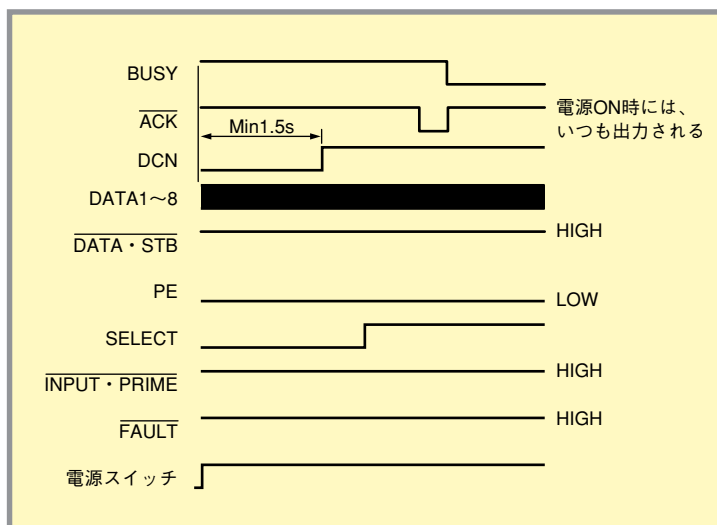 BUSY
ACK
電源ON時には、
いつも出力される
Min1.5s
DCN
DATA1～8
DATA・STB
HIGH
PE
LOW
SELECT
INPUT・PRIME
HIGH
FAULT
HIGH
電源スイッチ